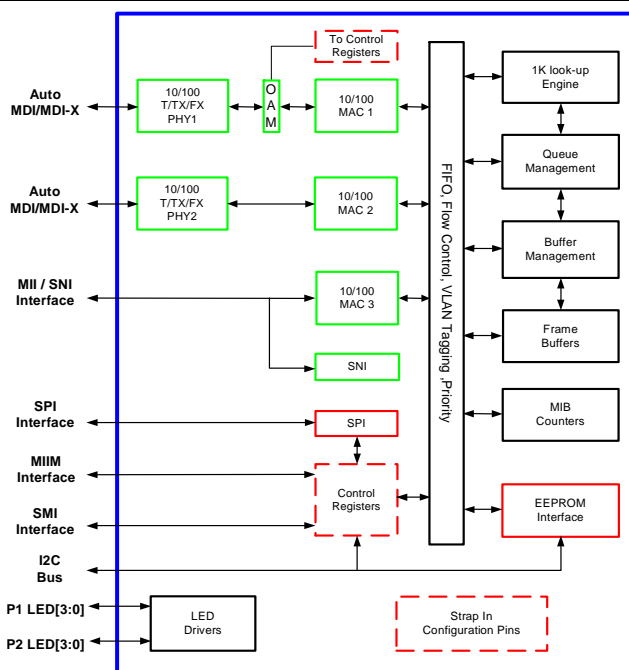 To Control
Registers
Auto
MDI/MDI-X
10/100
T/TX/FX
PHY1
O
A
M
10/100
MAC 1
1K look-up
Engine
Auto
MDI/MDI-X
10/100
T/TX/FX
PHY2
10/100
MAC 2
Queue
Management
FIFO, Flow Control, VLAN Tagging ,Priority
Buffer
Management
MII / SNI
Interface
10/100
MAC 3
Frame
Buffers
SNI
SPI
Interface
SPI
MIB
Counters
MIIM
Interface
Control
Registers
EEPROM
Interface
SMI
Interface
I2C
Bus
P1 LED[3:0]
P2 LED[3:0]
LED
Drivers
Strap In
Configuration Pins